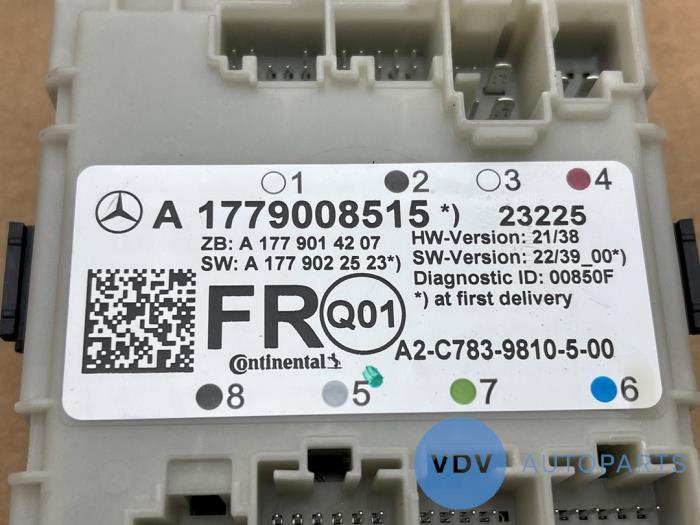 1 2 3 4
A 1779008515 *) 23225
ZB: A 177 901 42 07 HW-Version: 21/38
SW: A 177 902 25 23*) SW-Version: 22/39_00*)
Diagnostic ID: 00850F
*) at first delivery
FR Q01
Continental A2-C783-9810-5-00
8 5 7 6
VDV AUTOPARTS